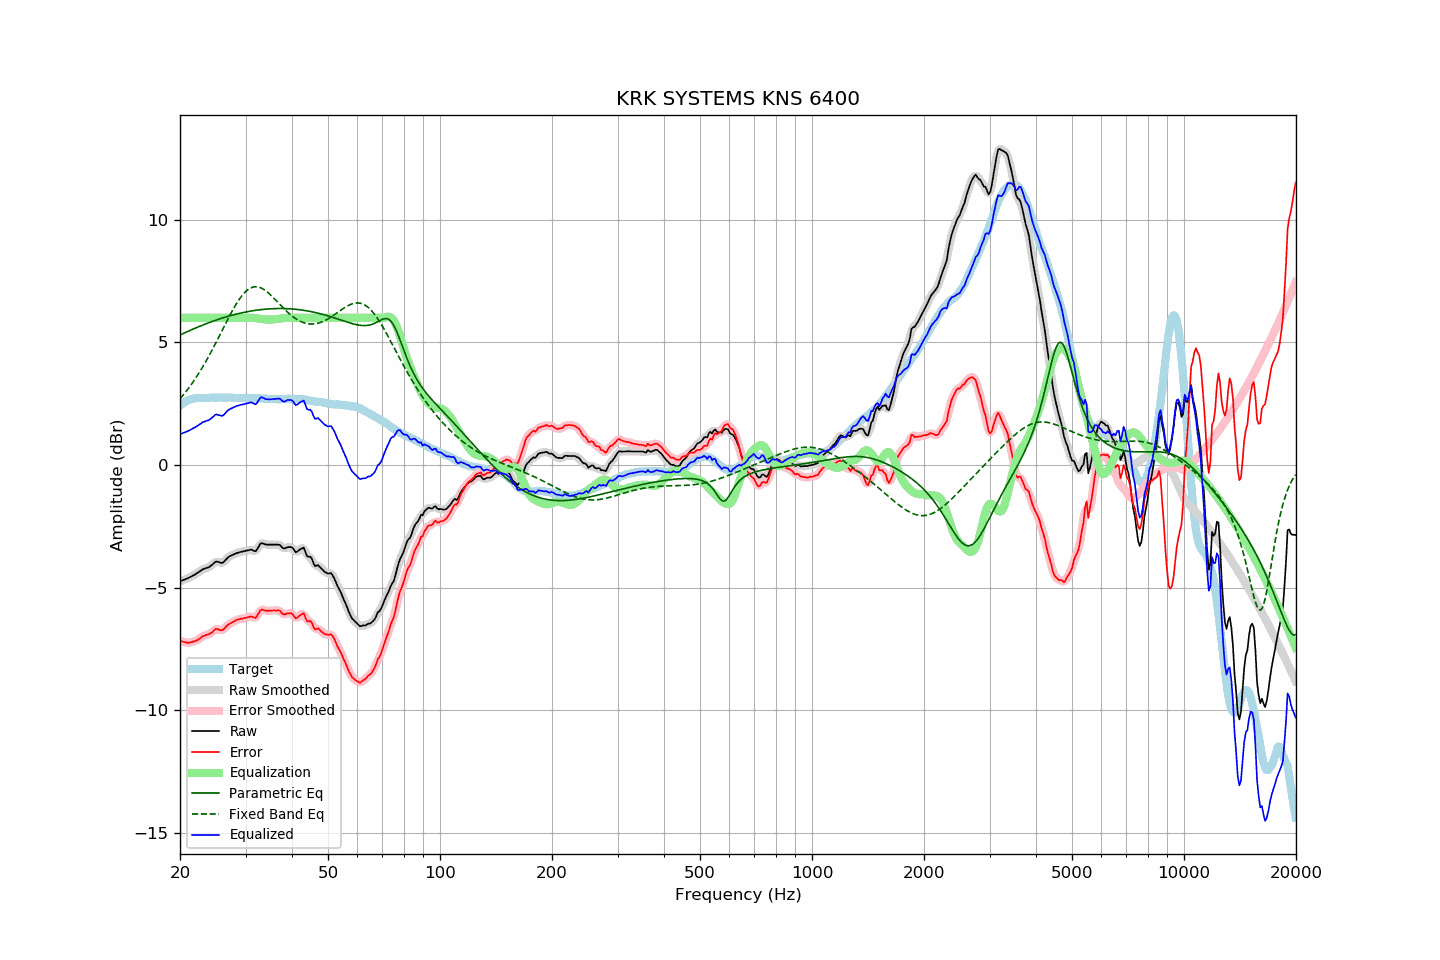 KRK SYSTEMS KNS 6400
Amplitude (dBr)
10
5
0
−5
−10
−15
Target
Raw Smoothed
Error Smoothed
Raw
Error
Equalization
Parametric Eq
Fixed Band Eq
Equalized
20 50 100 200 500 1000 2000 5000 10000 20000
Frequency (Hz)